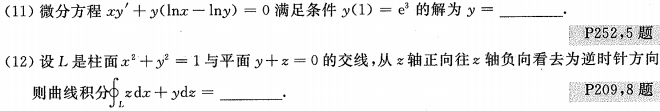 (11) 微分方程 xy′ + y(lnx − lny) = 0 满足条件 y(1) = e³ 的解为 y = ________.
P252,5 题
(12) 设 L 是柱面 x² + y² = 1 与平面 y + z = 0 的交线,从 z 轴正向往 z 轴负向看去为逆时针方向
则曲线积分∮_L zdx + ydz = ________.
P209,8 题